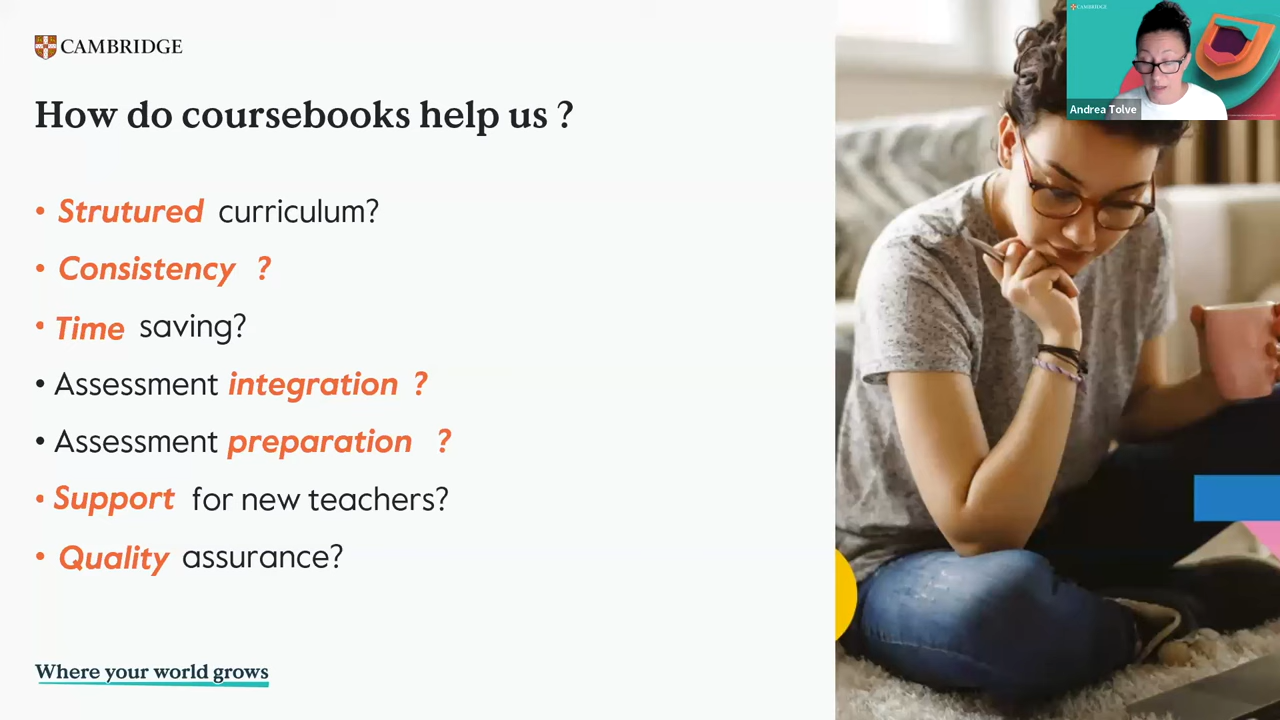 CAMBRIDGE
How do coursebooks help us ?
• Strutured curriculum?
• Consistency ?
• Time saving?
• Assessment integration ?
• Assessment preparation ?
• Support for new teachers?
• Quality assurance?
Where your world grows
CAMBRIDGE
Andrea Tolve